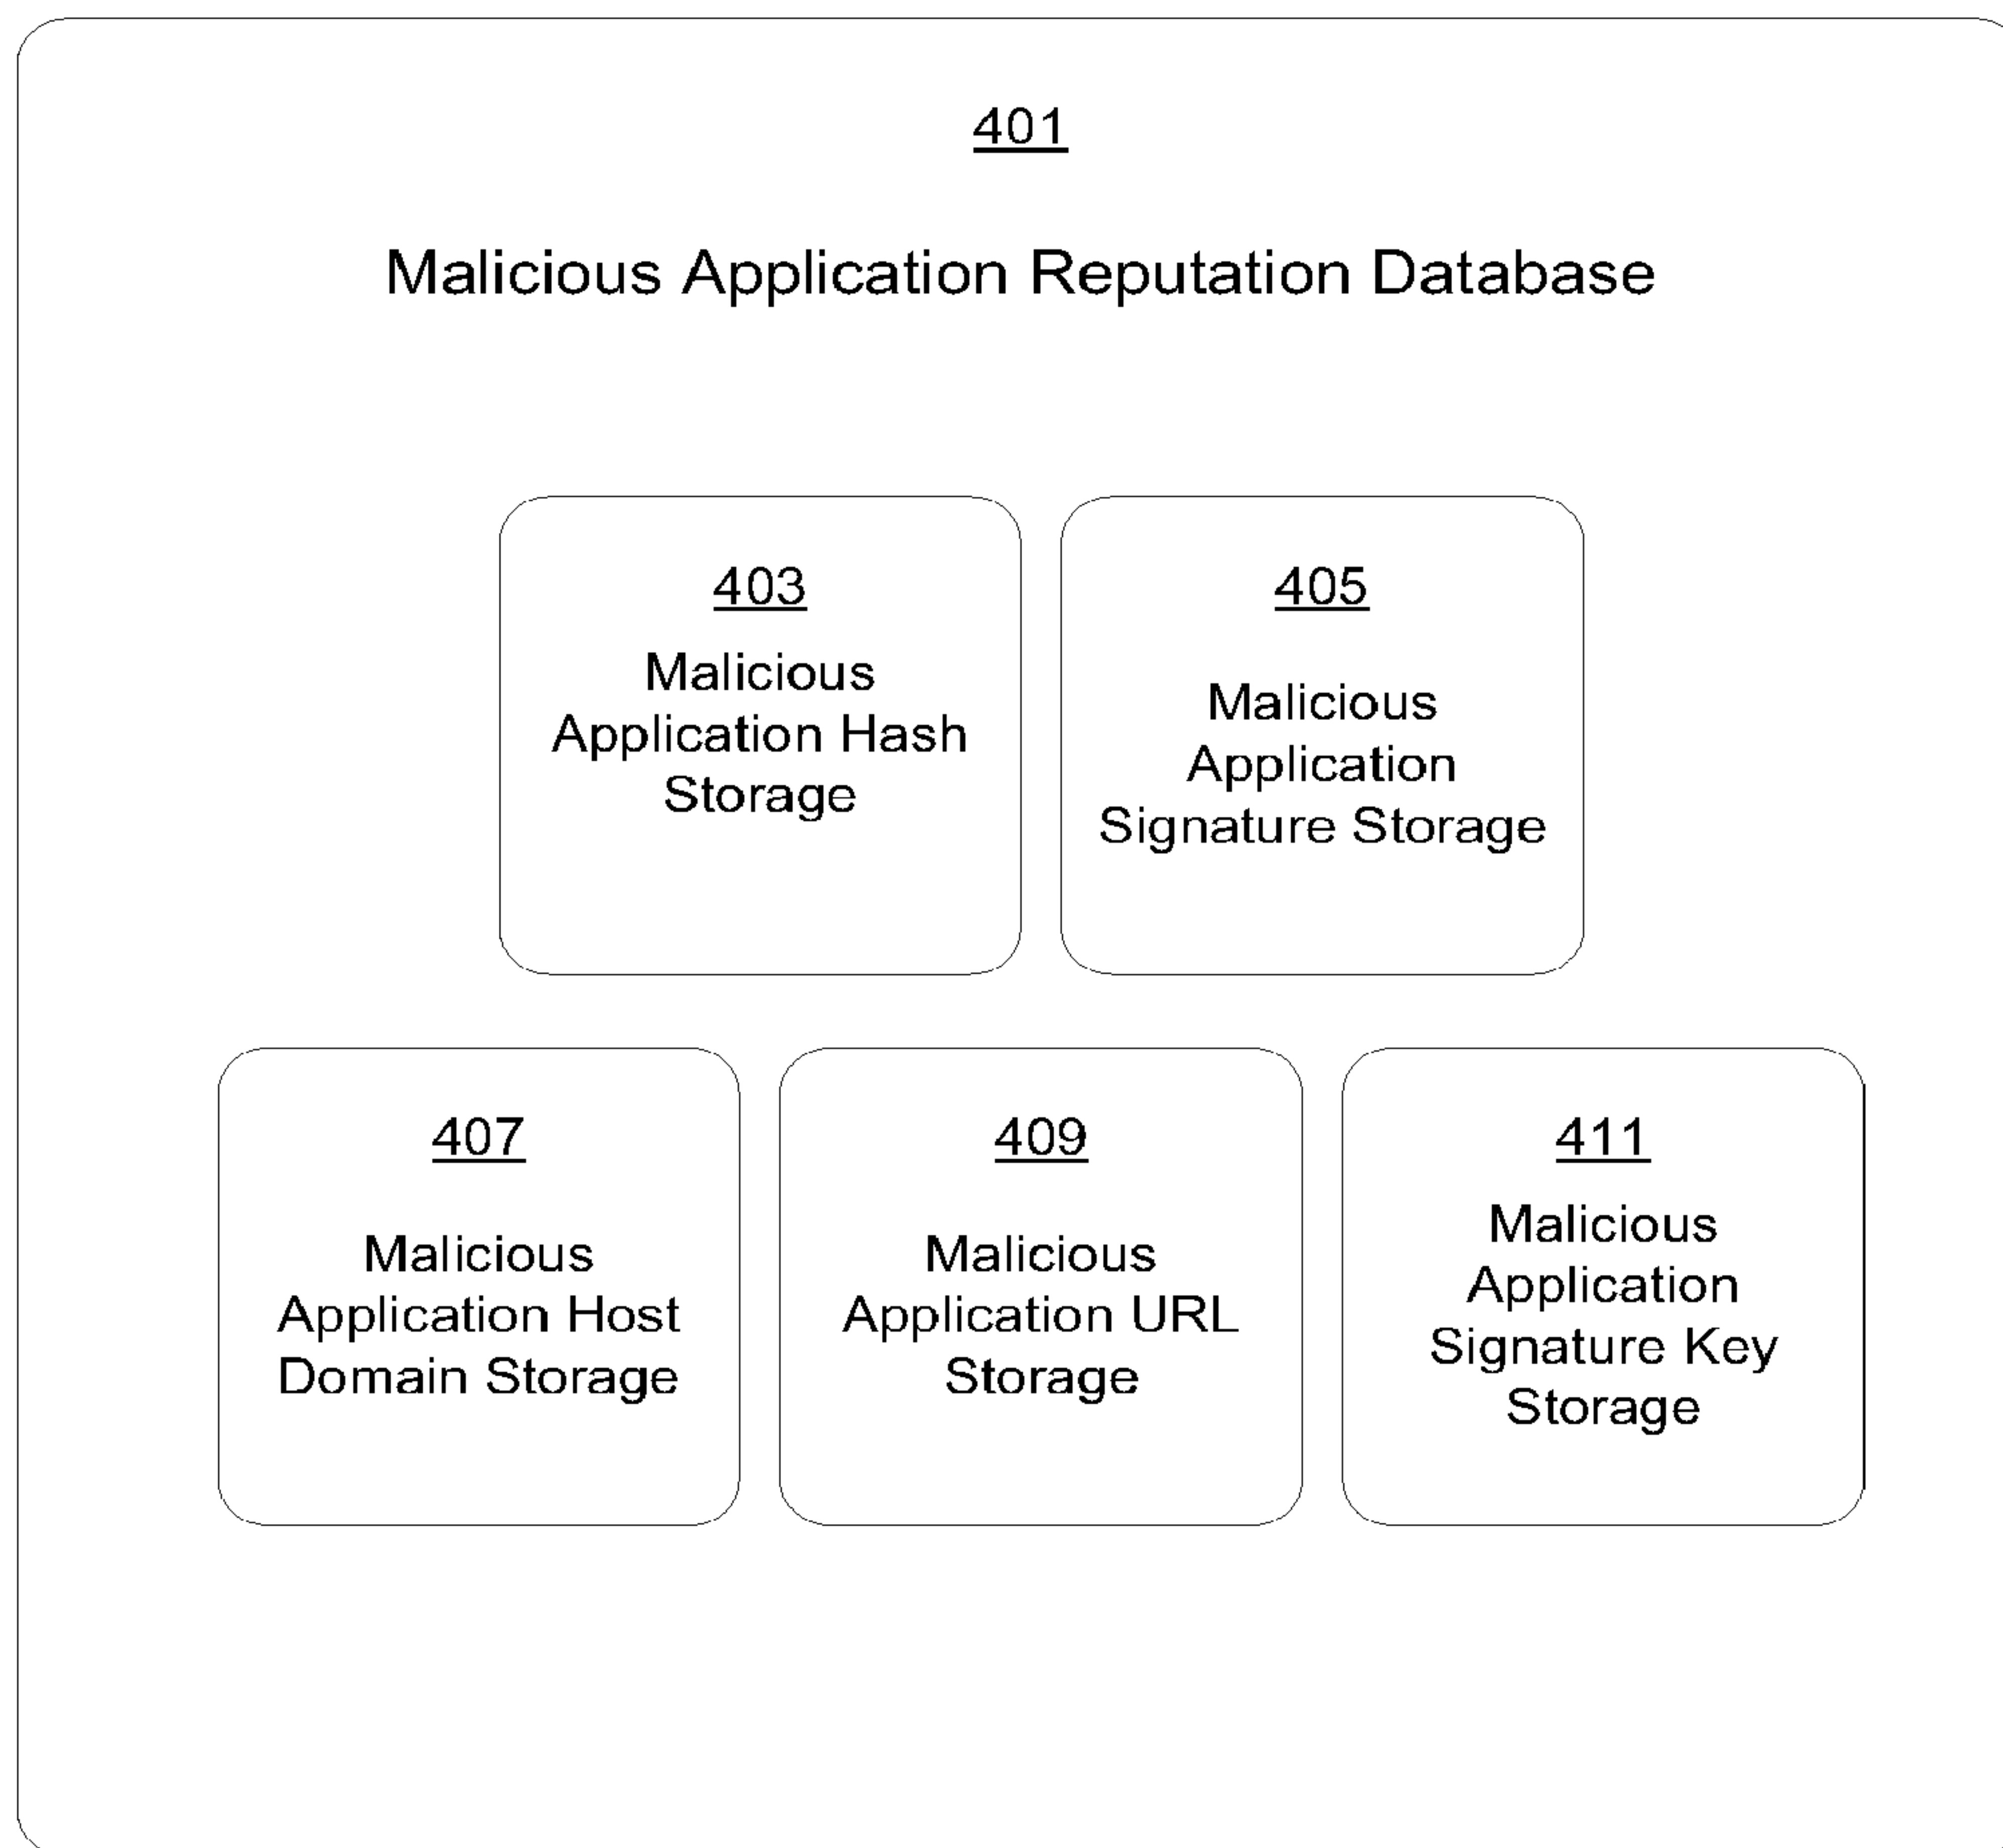 401
Malicious Application Reputation Database
403
Malicious
Application Hash
Storage
405
Malicious
Application
Signature Storage
407
Malicious
Application Host
Domain Storage
409
Malicious
Application URL
Storage
411
Malicious
Application
Signature Key
Storage